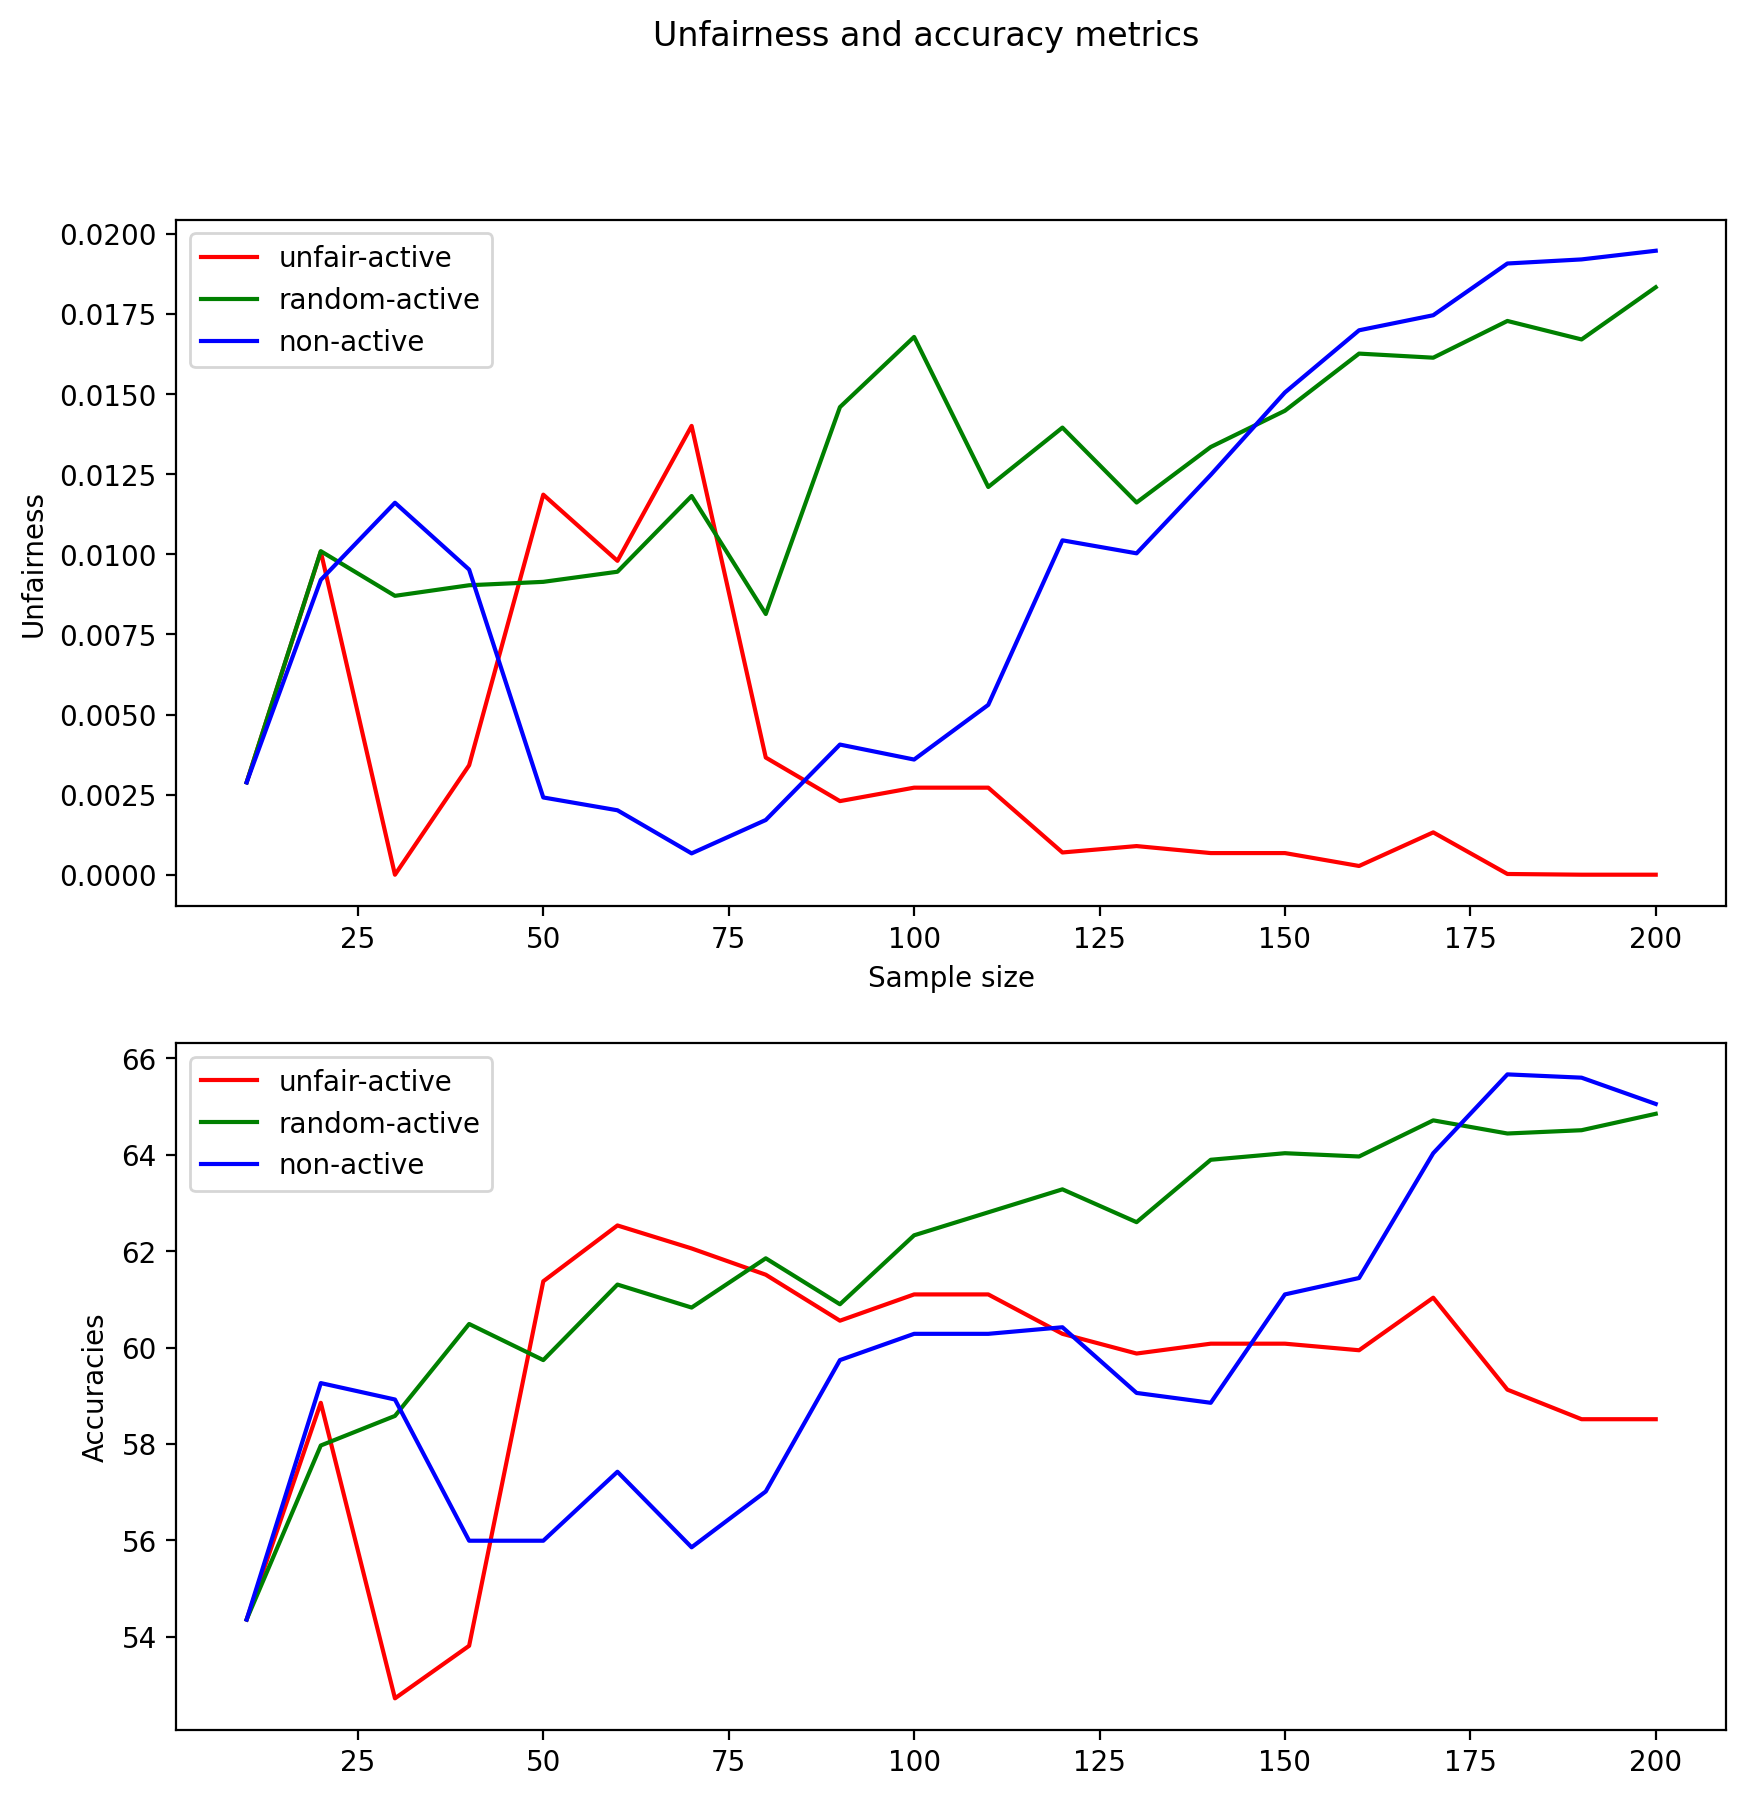 Unfairness and accuracy metrics
0.0200
0.0175
0.0150
0.0125
0.0100
0.0075
0.0050
0.0025
0.0000
Unfairness
unfair-active
random-active
non-active
25 50 75 100 125 150 175 200
Sample size
66
64
62
60
58
56
54
Accuracies
unfair-active
random-active
non-active
25 50 75 100 125 150 175 200